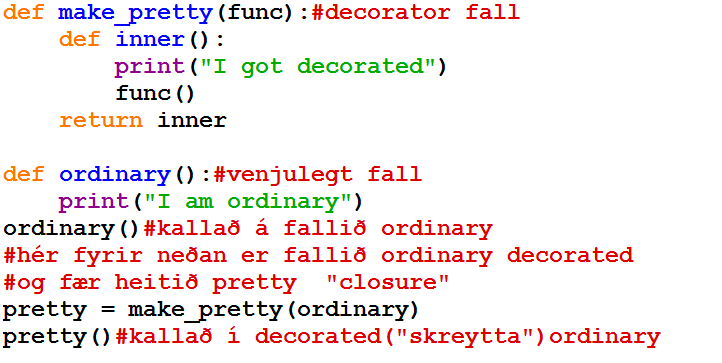 def make_pretty(func):#decorator fall
    def inner():
        print("I got decorated")
        func()
    return inner

def ordinary():#venjulegt fall
    print("I am ordinary")
ordinary()#kallað á fallið ordinary
#hér fyrir neðan er fallið ordinary decorated
#og fær heitið pretty  "closure"
pretty = make_pretty(ordinary)
pretty()#kallað í decorated("skreytta")ordinary